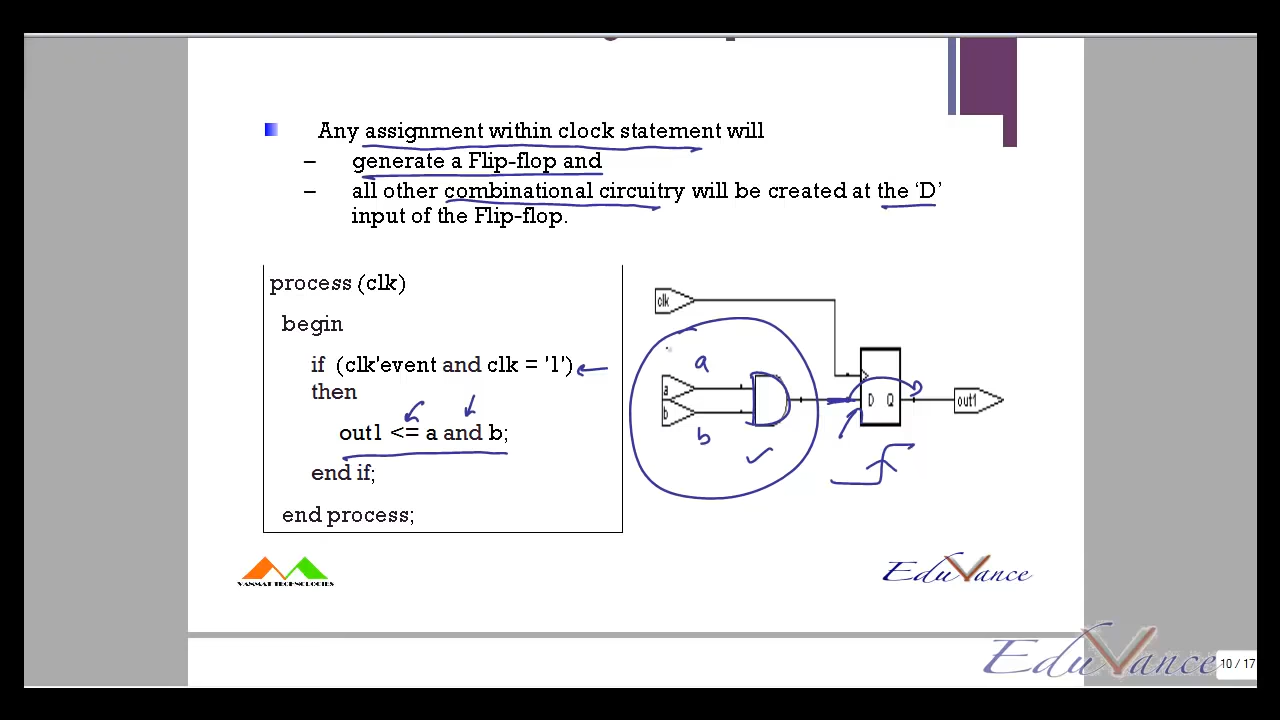 Any assignment within clock statement will
– generate a Flip-flop and
– all other combinational circuitry will be created at the ‘D’
input of the Flip-flop.
process (clk)
begin
if (clk'event and clk = '1')
then
out1 <= a and b;
end if;
end process;
clk
a
a
b
b
D Q
out1
VANMAT TECHNOLOGIES
EduVance
EduVance
10 / 17